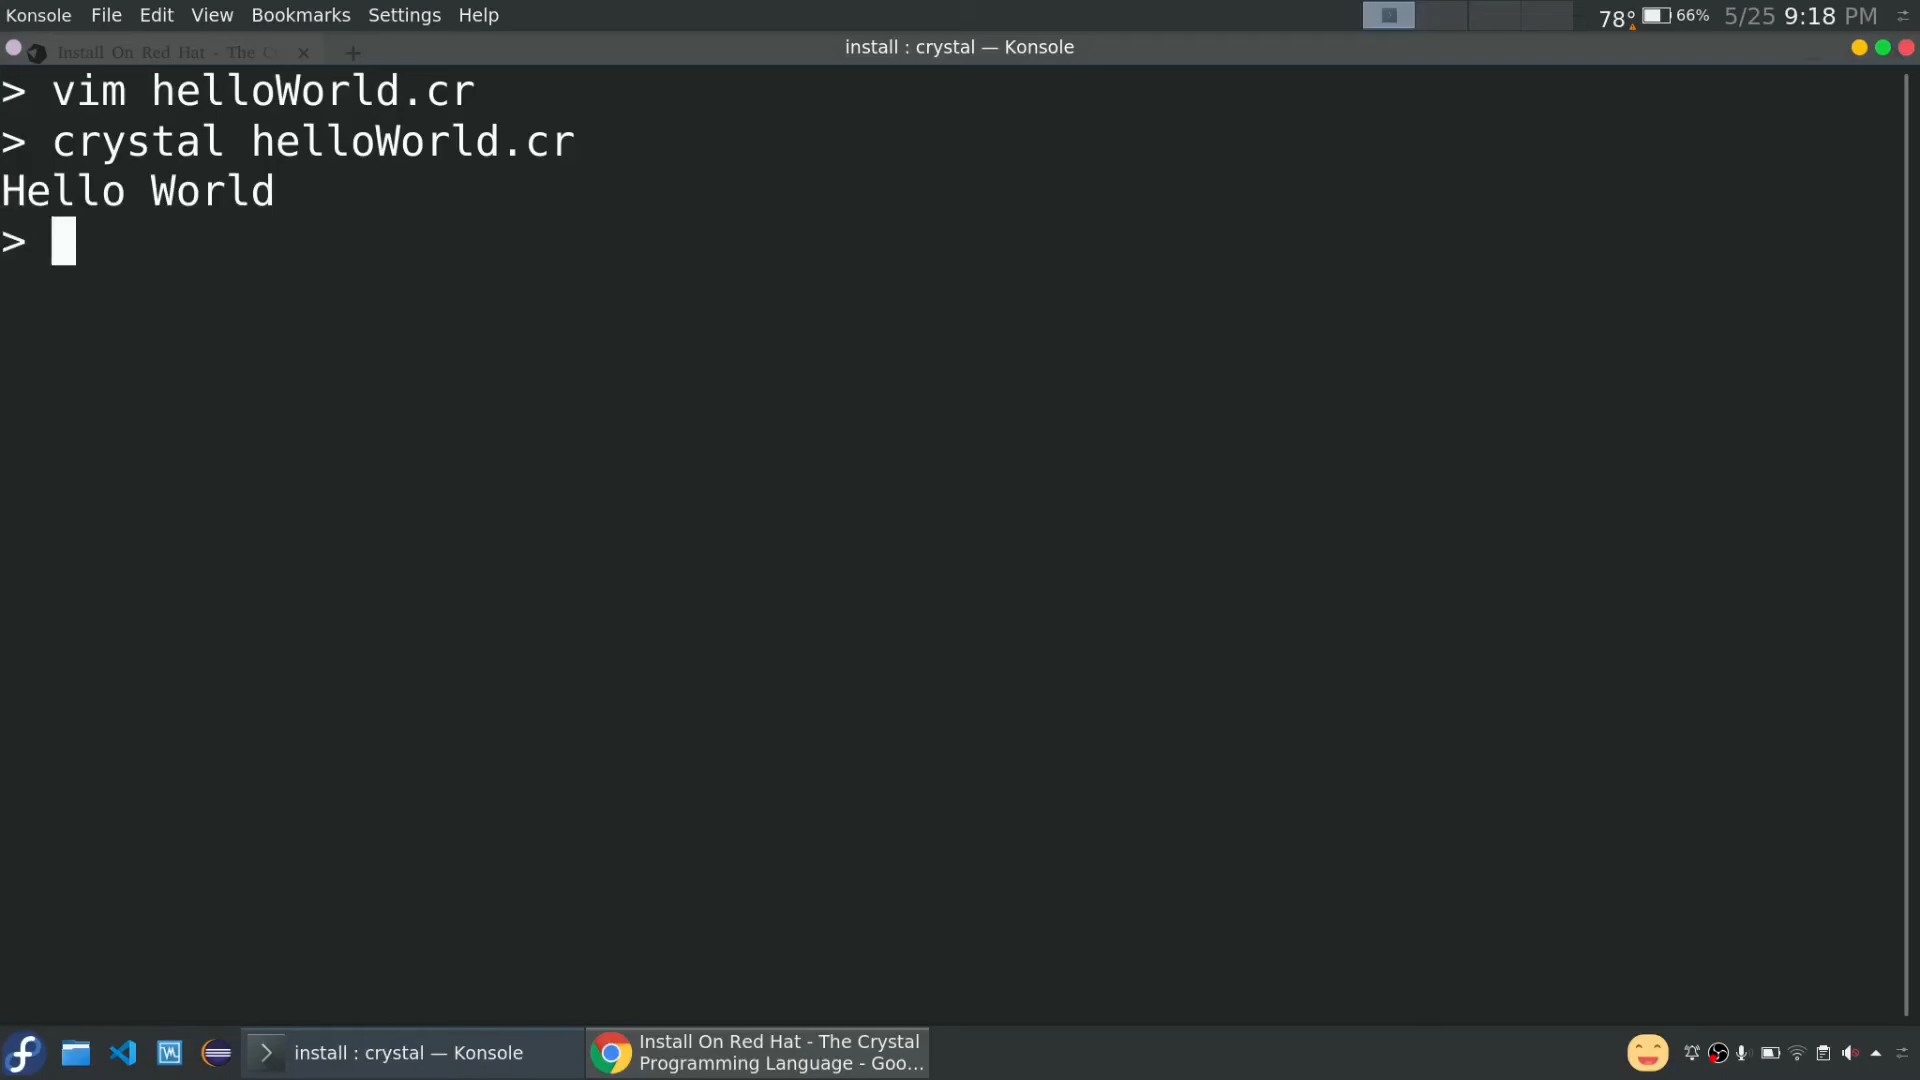 Konsole File Edit View Bookmarks Settings Help
78° 66% 5/25 9:18 PM
Install On Red Hat - The C
install : crystal — Konsole
> vim helloWorld.cr
> crystal helloWorld.cr
Hello World
>
install : crystal — Konsole
Install On Red Hat - The Crystal
Programming Language - Goo...